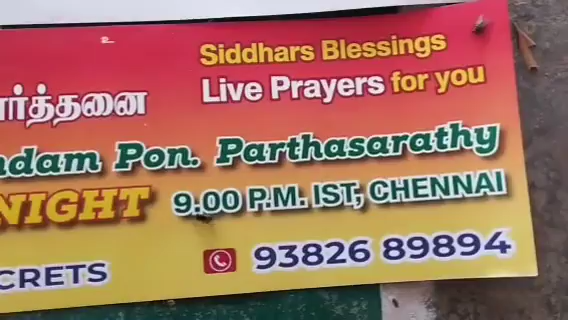 Siddhars Blessings
Live Prayers for you
ர்த்தனை
ndam Pon. Parthasarathy
NIGHT 9.00 P.M. IST, CHENNAI
CRETS 93826 89894